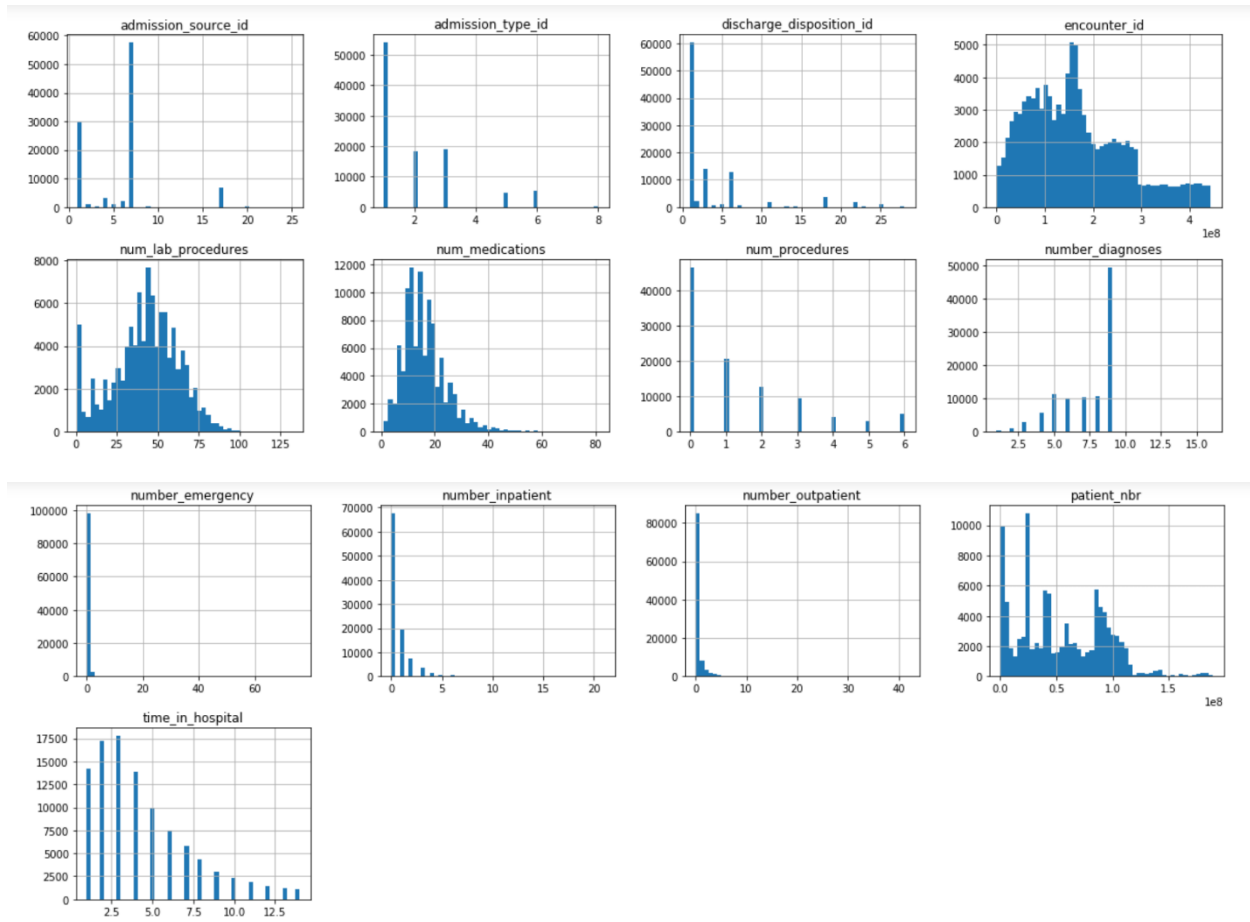 admission_source_id
60000
50000
40000
30000
20000
10000
0
0 5 10 15 20 25
admission_type_id
50000
40000
30000
20000
10000
0
2 4 6 8
discharge_disposition_id
60000
50000
40000
30000
20000
10000
0
0 5 10 15 20 25
encounter_id
5000
4000
3000
2000
1000
0
0 1 2 3 4
1e8
num_lab_procedures
8000
6000
4000
2000
0
0 25 50 75 100 125
num_medications
12000
10000
8000
6000
4000
2000
0
0 20 40 60 80
num_procedures
40000
30000
20000
10000
0
0 1 2 3 4 5 6
number_diagnoses
50000
40000
30000
20000
10000
0
2.5 5.0 7.5 10.0 12.5 15.0
number_emergency
100000
80000
60000
40000
20000
0
0 20 40 60
number_inpatient
70000
60000
50000
40000
30000
20000
10000
0
0 5 10 15 20
number_outpatient
80000
60000
40000
20000
0
0 10 20 30 40
patient_nbr
10000
8000
6000
4000
2000
0
0.0 0.5 1.0 1.5
1e8
time_in_hospital
17500
15000
12500
10000
7500
5000
2500
0
2.5 5.0 7.5 10.0 12.5